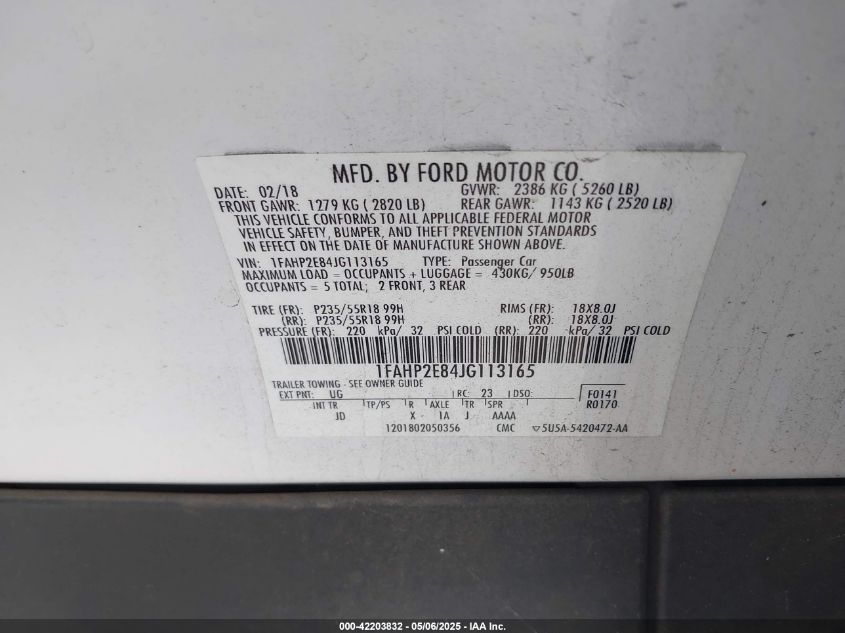 MFD. BY FORD MOTOR CO.
DATE: 02/18 GVWR: 2386 KG ( 5260 LB)
FRONT GAWR: 1279 KG ( 2820 LB) REAR GAWR: 1143 KG ( 2520 LB)
THIS VEHICLE CONFORMS TO ALL APPLICABLE FEDERAL MOTOR
VEHICLE SAFETY, BUMPER, AND THEFT PREVENTION STANDARDS
IN EFFECT ON THE DATE OF MANUFACTURE SHOWN ABOVE.
VIN: 1FAHP2E84JG113165 TYPE: Passenger Car
MAXIMUM LOAD = OCCUPANTS + LUGGAGE = 430KG/ 950LB
OCCUPANTS = 5 TOTAL; 2 FRONT, 3 REAR
TIRE (FR): P235/55R18 99H RIMS (FR): 18X8.0J
(RR): P235/55R18 99H (RR): 18X8.0J
PRESSURE (FR): 220 kPa/ 32 PSI COLD (RR): 220 kPa/ 32 PSI COLD
1FAHP2E84JG113165
TRAILER TOWING - SEE OWNER GUIDE
EXT PNT: UG RC: 23 DSO: F0141
INT TR TP/PS R AXLE TR SPR R0170
JD X 1A J AAAA
1201802050356 CMC ▽5U5A-5420472-AA
000-42203832 - 05/06/2025 - IAA Inc.